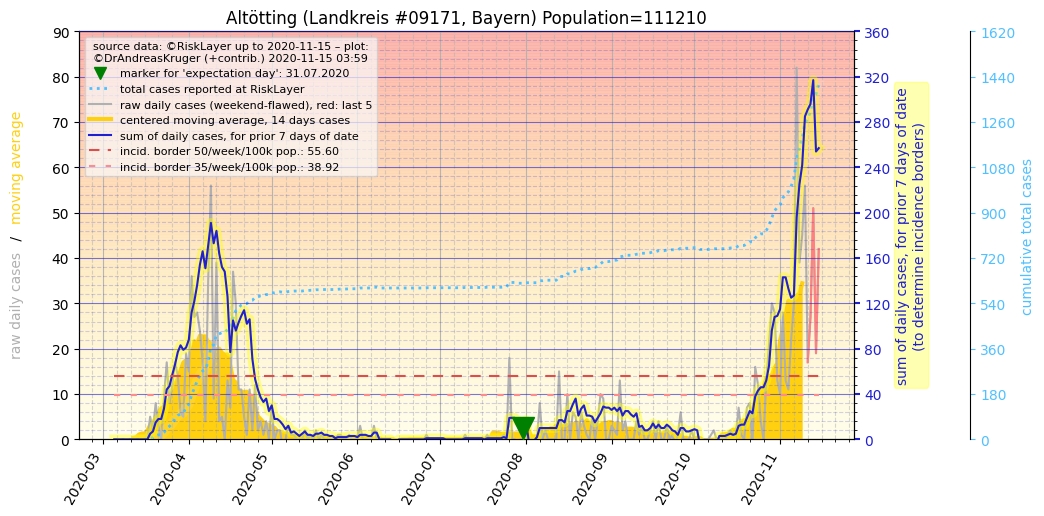 Altötting (Landkreis #09171, Bayern) Population=111210
source data: ©RiskLayer up to 2020-11-15 – plot:
©DrAndreasKruger (+contrib.) 2020-11-15 03:59
marker for 'expectation day': 31.07.2020
total cases reported at RiskLayer
raw daily cases (weekend-flawed), red: last 5
centered moving average, 14 days cases
sum of daily cases, for prior 7 days of date
incid. border 50/week/100k pop.: 55.60
incid. border 35/week/100k pop.: 38.92
raw daily cases / moving average
90
80
70
60
50
40
30
20
10
0
2020-03
2020-04
2020-05
2020-06
2020-07
2020-08
2020-09
2020-10
2020-11
360
320
280
240
200
160
120
80
40
0
sum of daily cases, for prior 7 days of date
(to determine incidence borders)
1620
1440
1260
1080
900
720
540
360
180
0
cumulative total cases